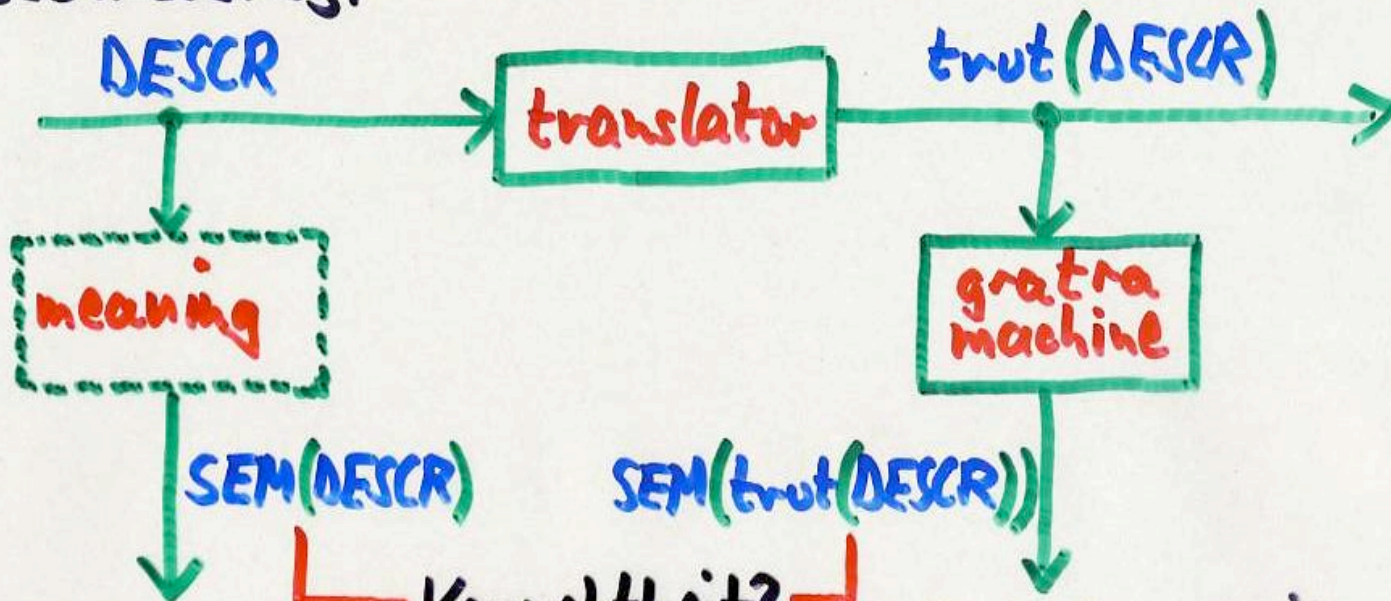 DESCR
translator
trut(DESCR)
meaning
gratra
machine
SEM(DESCR)
SEM(trut(DESCR))